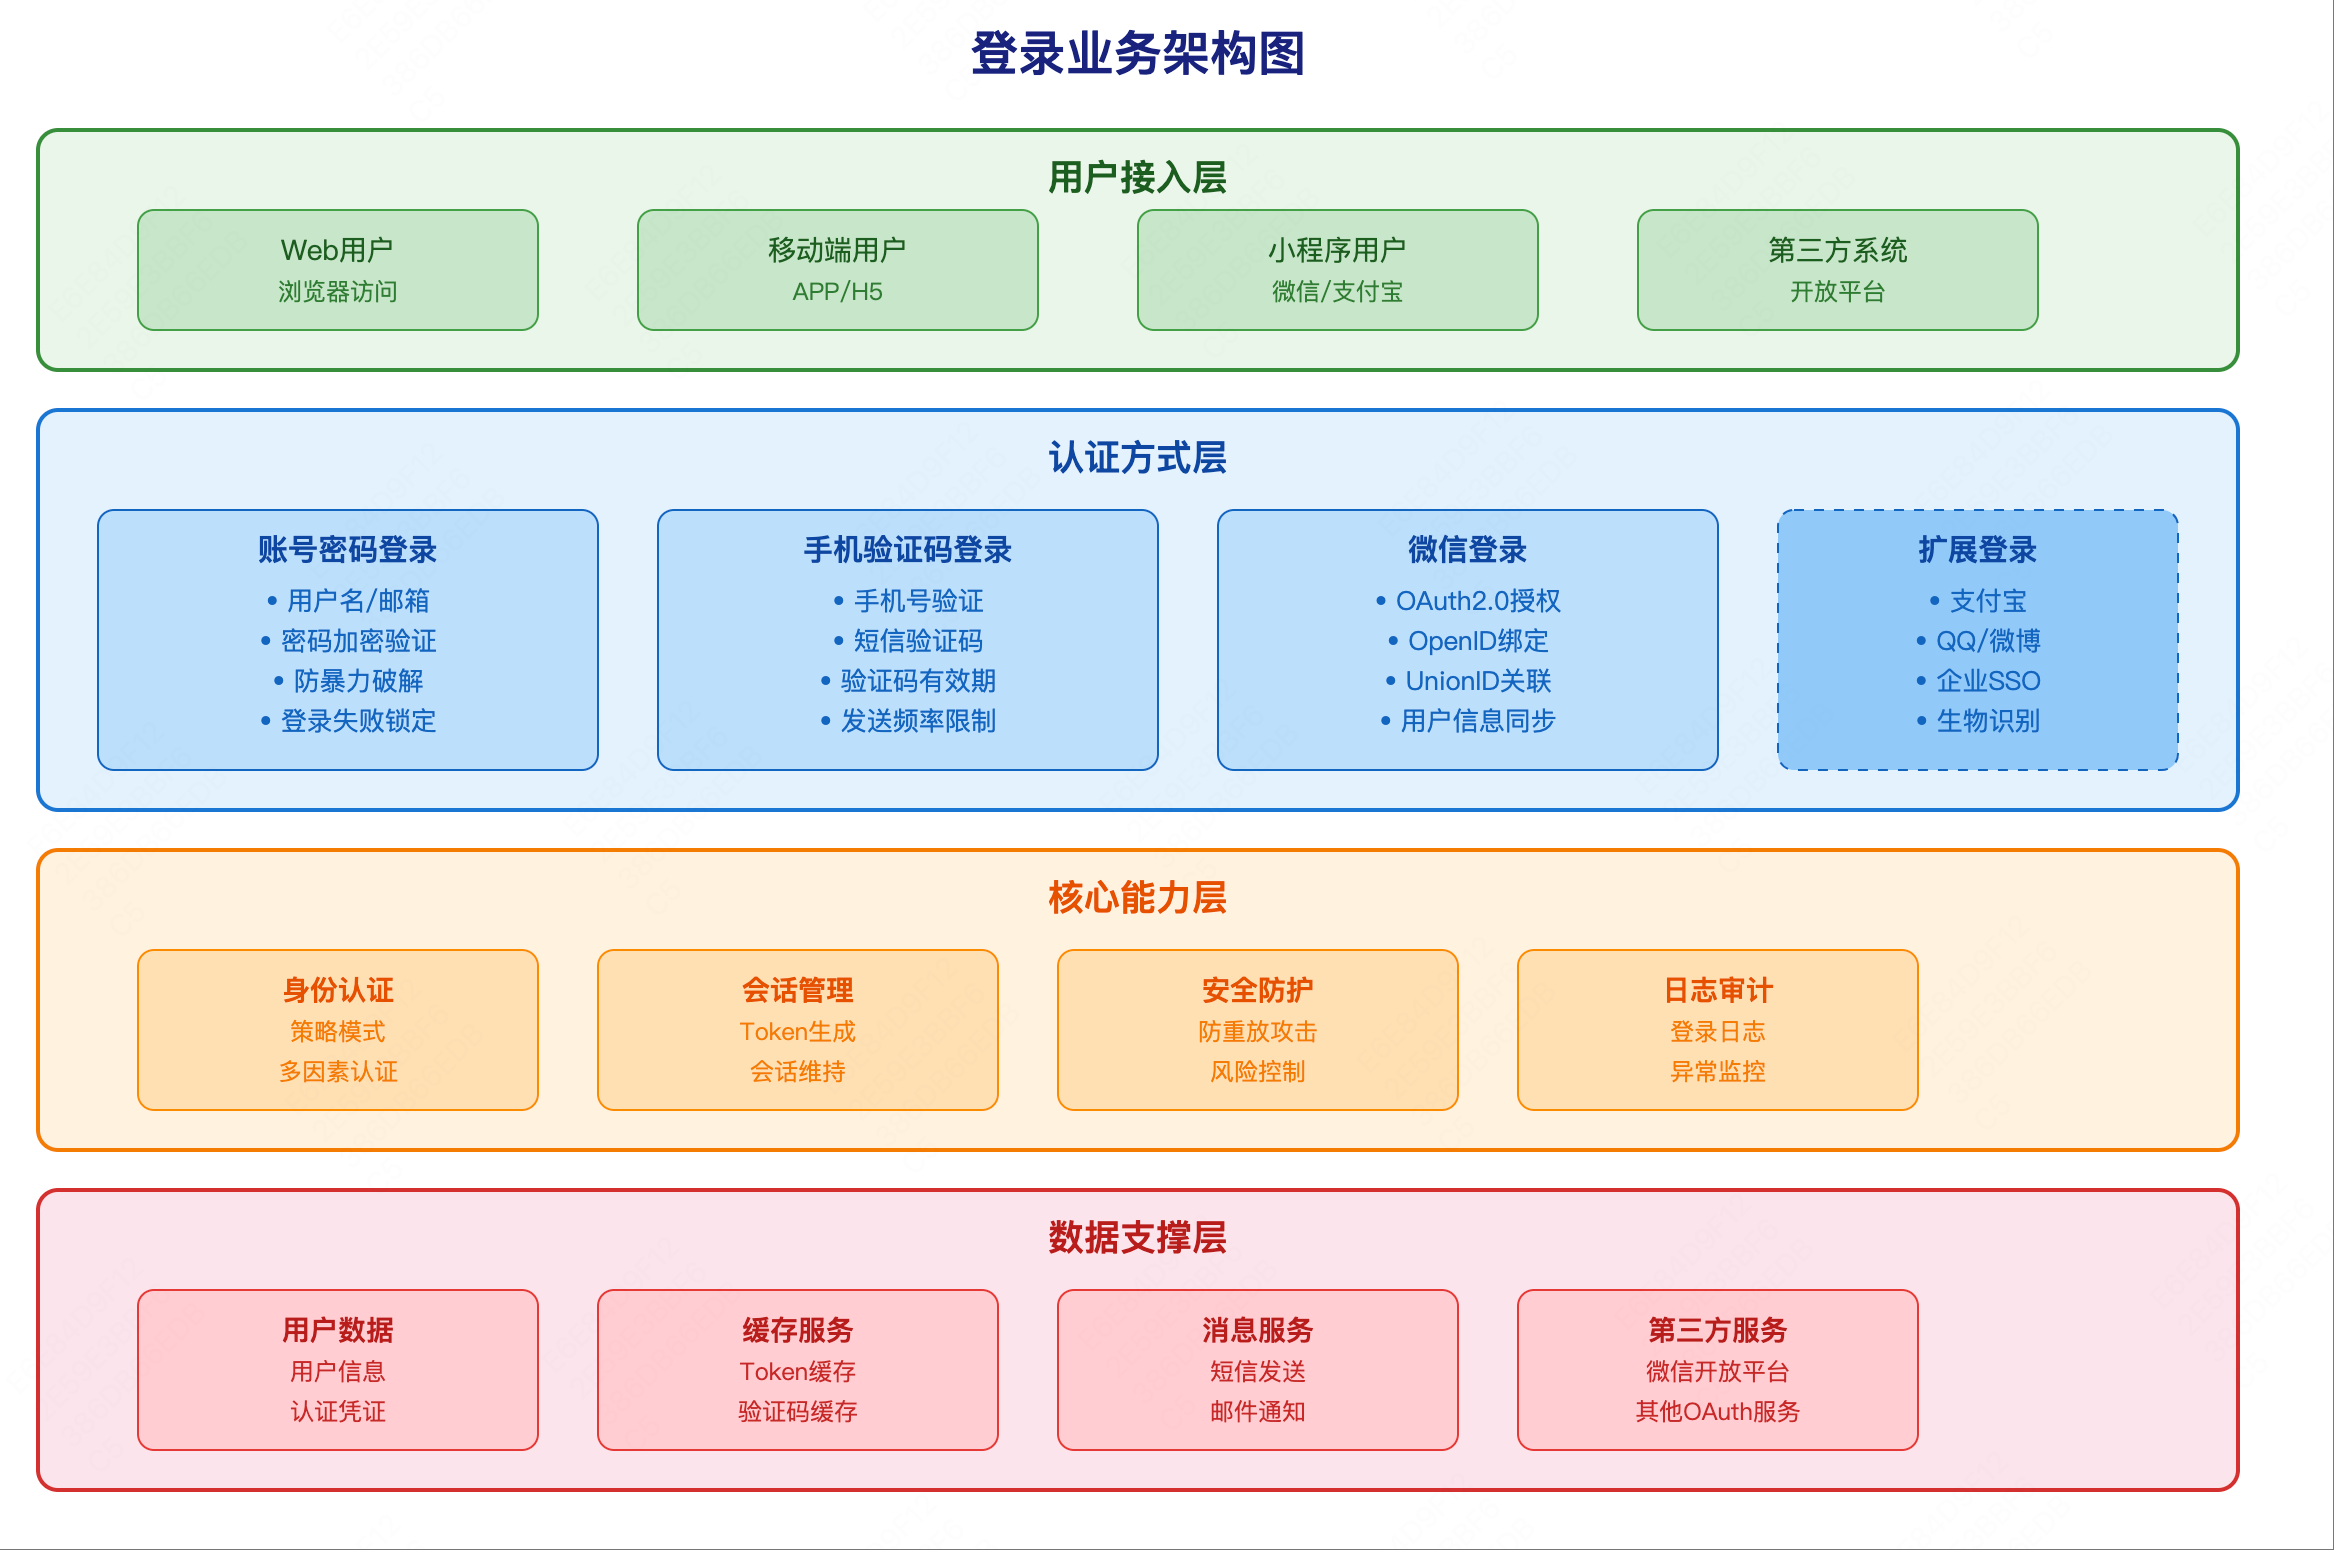 登录业务架构图
用户接入层
Web用户
浏览器访问
移动端用户
APP/H5
小程序用户
微信/支付宝
第三方系统
开放平台
认证方式层
账号密码登录
• 用户名/邮箱
• 密码加密验证
• 防暴力破解
• 登录失败锁定
手机验证码登录
• 手机号验证
• 短信验证码
• 验证码有效期
• 发送频率限制
微信登录
• OAuth2.0授权
• OpenID绑定
• UnionID关联
• 用户信息同步
扩展登录
• 支付宝
• QQ/微博
• 企业SSO
• 生物识别
核心能力层
身份认证
策略模式
多因素认证
会话管理
Token生成
会话维持
安全防护
防重放攻击
风险控制
日志审计
登录日志
异常监控
数据支撑层
用户数据
用户信息
认证凭证
缓存服务
Token缓存
验证码缓存
消息服务
短信发送
邮件通知
第三方服务
微信开放平台
其他OAuth服务